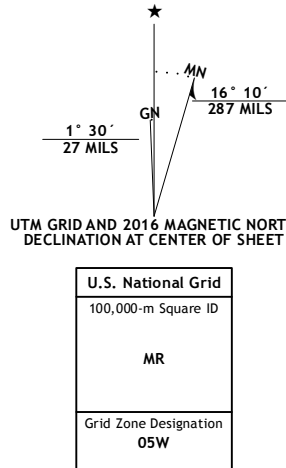 MN
GN
16° 10´
287 MILS
1° 30´
27 MILS
UTM GRID AND 2016 MAGNETIC NORT
DECLINATION AT CENTER OF SHEET
U.S. National Grid
100,000-m Square ID
MR
Grid Zone Designation
05W